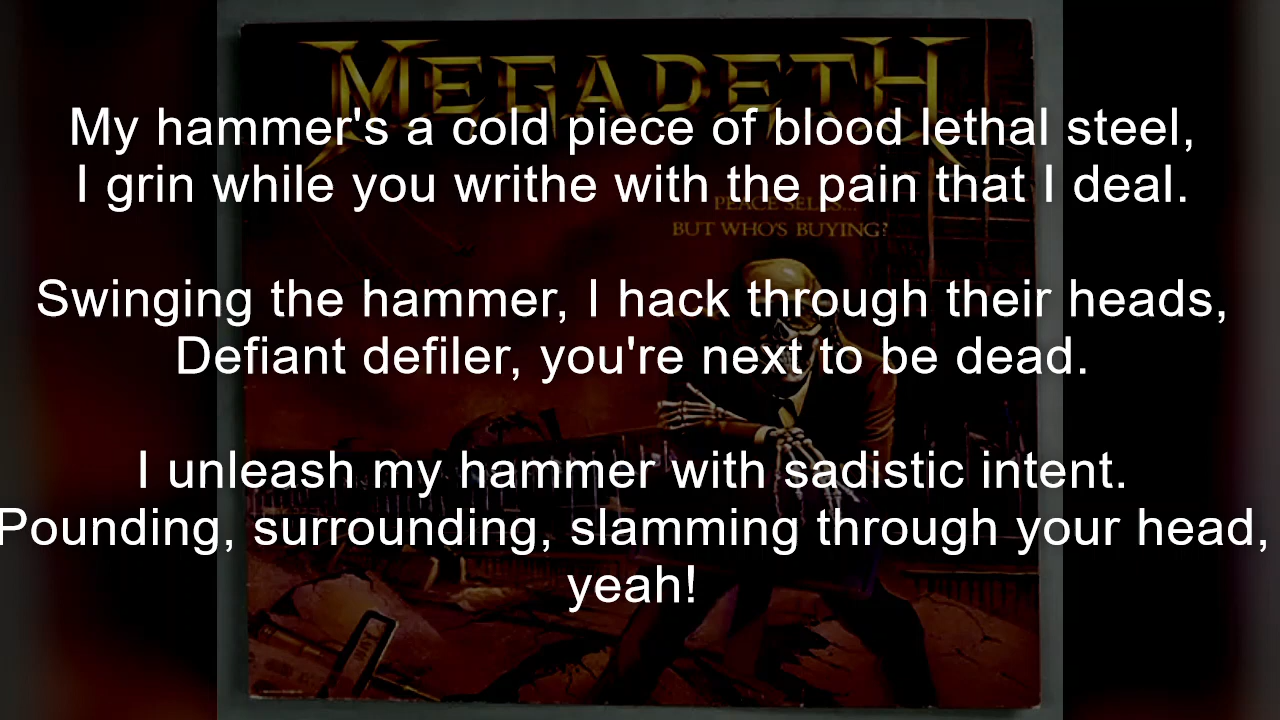 MEGADETH
My hammer's a cold piece of blood lethal steel,
I grin while you writhe with the pain that I deal.
PEACE SELLS...
BUT WHO'S BUYING?
Swinging the hammer, I hack through their heads,
Defiant defiler, you're next to be dead.
I unleash my hammer with sadistic intent.
Pounding, surrounding, slamming through your head,
yeah!